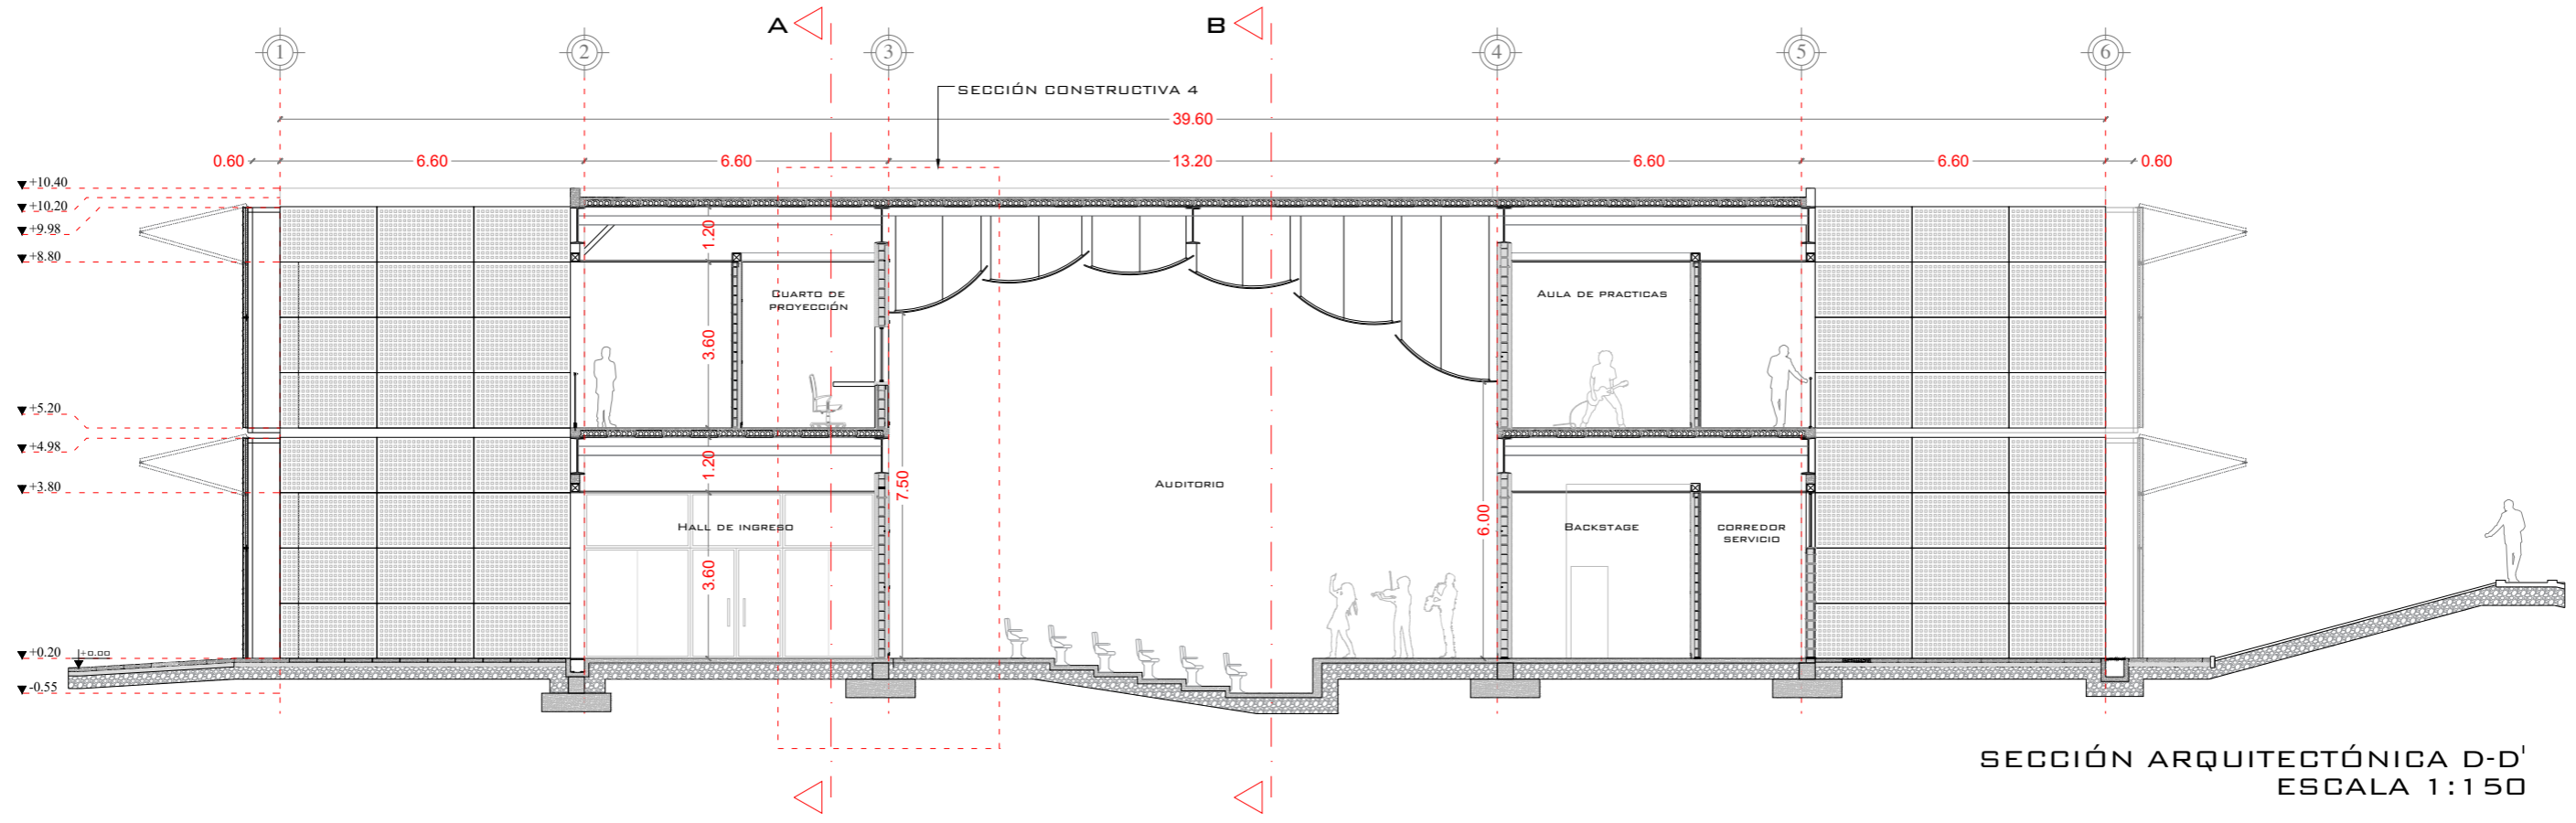 A
B
1
2
3
4
5
6
SECCIÓN CONSTRUCTIVA 4
39.60
0.60
6.60
6.60
13.20
6.60
6.60
0.60
+10.40
+10.20
+9.98
+8.80
+5.20
+4.98
+3.80
+0.20
+0.00
-0.55
1.20
3.60
1.20
3.60
7.50
6.00
CUARTO DE
PROYECCIÓN
AULA DE PRACTICAS
AUDITORIO
HALL DE INGRESO
BACKSTAGE
CORREDOR
SERVICIO
SECCIÓN ARQUITECTÓNICA D-D'
ESCALA 1:150